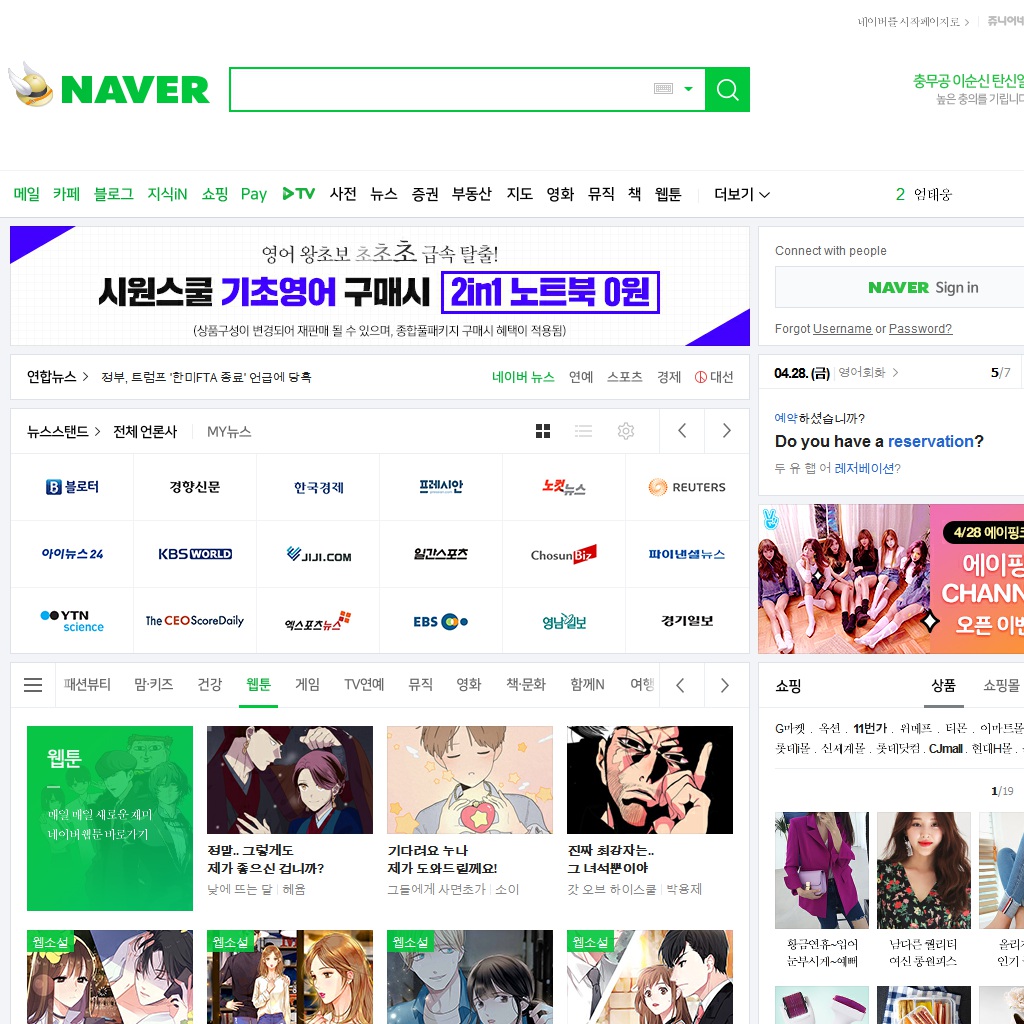 네이버를 시작페이지로
쥬니어네
NAVER
충무공 이순신 탄신일
높은 충의를 기립니다
메일 카페 블로그 지식iN 쇼핑 Pay TV 사전 뉴스 증권 부동산 지도 영화 뮤직 책 웹툰 더보기
2 엄태웅
영어 왕초보 초초초 급속 탈출!
시원스쿨 기초영어 구매시 2in1 노트북 0원
(상품구성이 변경되어 재판매 될 수 있으며, 종합풀패키지 구매시 혜택이 적용됨)
Connect with people
NAVER Sign in
Forgot Username or Password?
연합뉴스 정부, 트럼프 '한미FTA 종료' 언급에 당혹
네이버 뉴스 연예 스포츠 경제 대선
04.28. (금) 영어회화 5/7
예약하셨습니까?
Do you have a reservation?
두 유 햅 어 레저베이션?
뉴스스탠드 전체 언론사 MY뉴스
블로터 경향신문 한국경제 프레시안 노컷뉴스 REUTERS
아이뉴스24 KBS WORLD JIJI.COM 일간스포츠 ChosunBiz 파이낸셜뉴스
YTN science The CEOScoreDaily 엑스포츠뉴스 EBS 영남일보 경기일보
4/28 에이핑크
에이핑
CHANN
오픈 이벤
패션뷰티 맘·키즈 건강 웹툰 게임 TV연예 뮤직 영화 책·문화 함께N 여행
웹툰
매일 매일 새로운 재미
네이버웹툰 바로가기
정말.. 그렇게도
제가 좋으신 겁니까?
낮에 뜨는 달 | 헤윰
기다려요 누나
제가 도와드릴께요!
그들에게 사면초가 | 소이
진짜 최강자는..
그 녀석뿐이야
갓 오브 하이스쿨 | 박용제
웹소설
웹소설
웹소설
웹소설
쇼핑 상품 쇼핑몰
G마켓 . 옥션 . 11번가 . 위메프 . 티몬 . 이마트몰
롯데몰 . 신세계몰 . 롯데닷컴 . CJmall . 현대H몰 .
1/19
황금연휴~입어
눈부시게~예뻐
남다른 퀄리티
여신 롱원피스
올리
인기